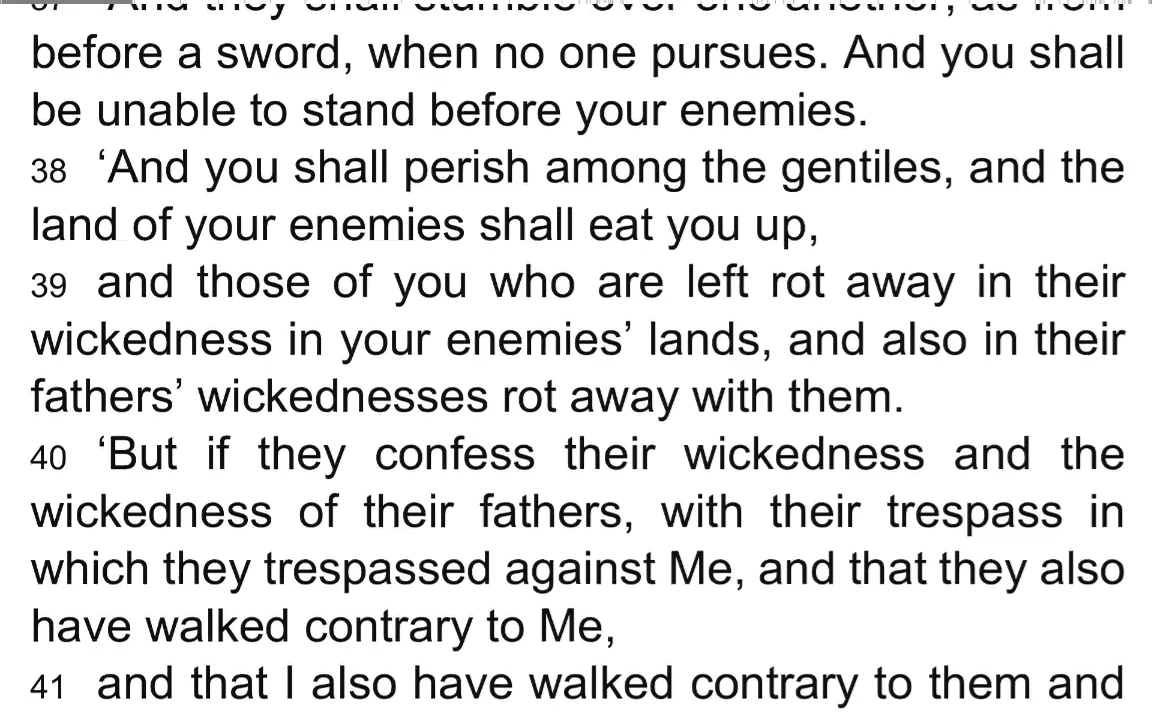 before a sword, when no one pursues. And you shall
be unable to stand before your enemies.
38 ‘And you shall perish among the gentiles, and the
land of your enemies shall eat you up,
39 and those of you who are left rot away in their
wickedness in your enemies’ lands, and also in their
fathers’ wickednesses rot away with them.
40 ‘But if they confess their wickedness and the
wickedness of their fathers, with their trespass in
which they trespassed against Me, and that they also
have walked contrary to Me,
41 and that I also have walked contrary to them and